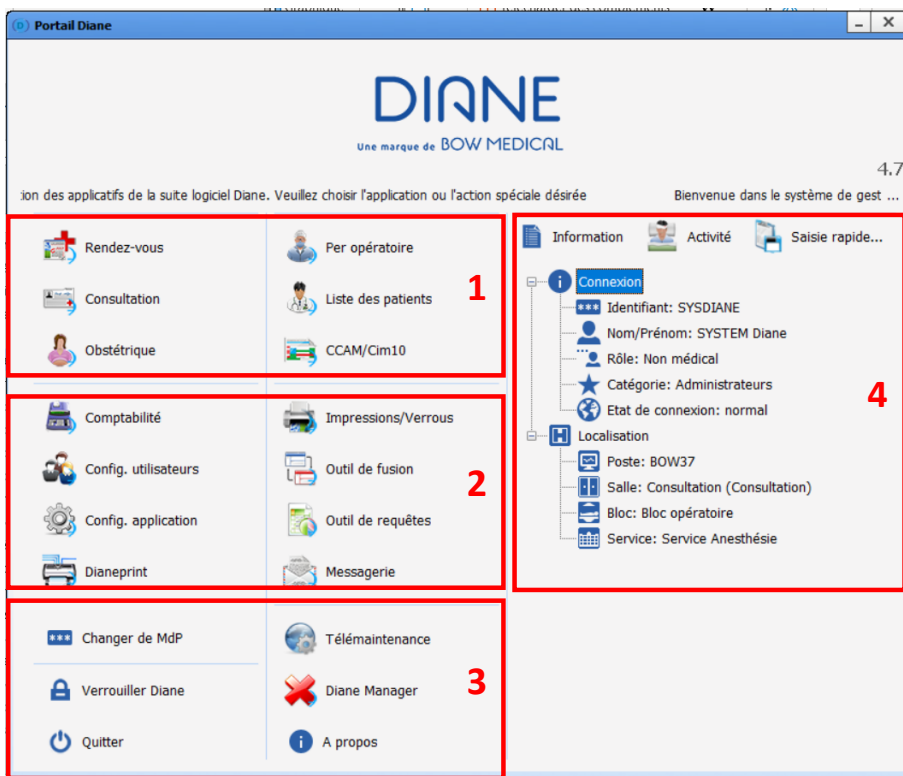 Portail Diane
DIANE
Une marque de BOW MEDICAL
4.7
ion des applicatifs de la suite logiciel Diane. Veuillez choisir l'application ou l'action spéciale désirée
Bienvenue dans le système de gest ...
Rendez-vous
Per opératoire
Consultation
Liste des patients
Obstétrique
CCAM/Cim10
1
Comptabilité
Impressions/Verrous
Config. utilisateurs
Outil de fusion
Config. application
Outil de requêtes
Dianeprint
Messagerie
2
Changer de MdP
Télémaintenance
Verrouiller Diane
Diane Manager
Quitter
A propos
3
Information
Activité
Saisie rapide...
Connexion
Identifiant: SYSDIANE
Nom/Prénom: SYSTEM Diane
Rôle: Non médical
Catégorie: Administrateurs
Etat de connexion: normal
Localisation
Poste: BOW37
Salle: Consultation (Consultation)
Bloc: Bloc opératoire
Service: Service Anesthésie
4